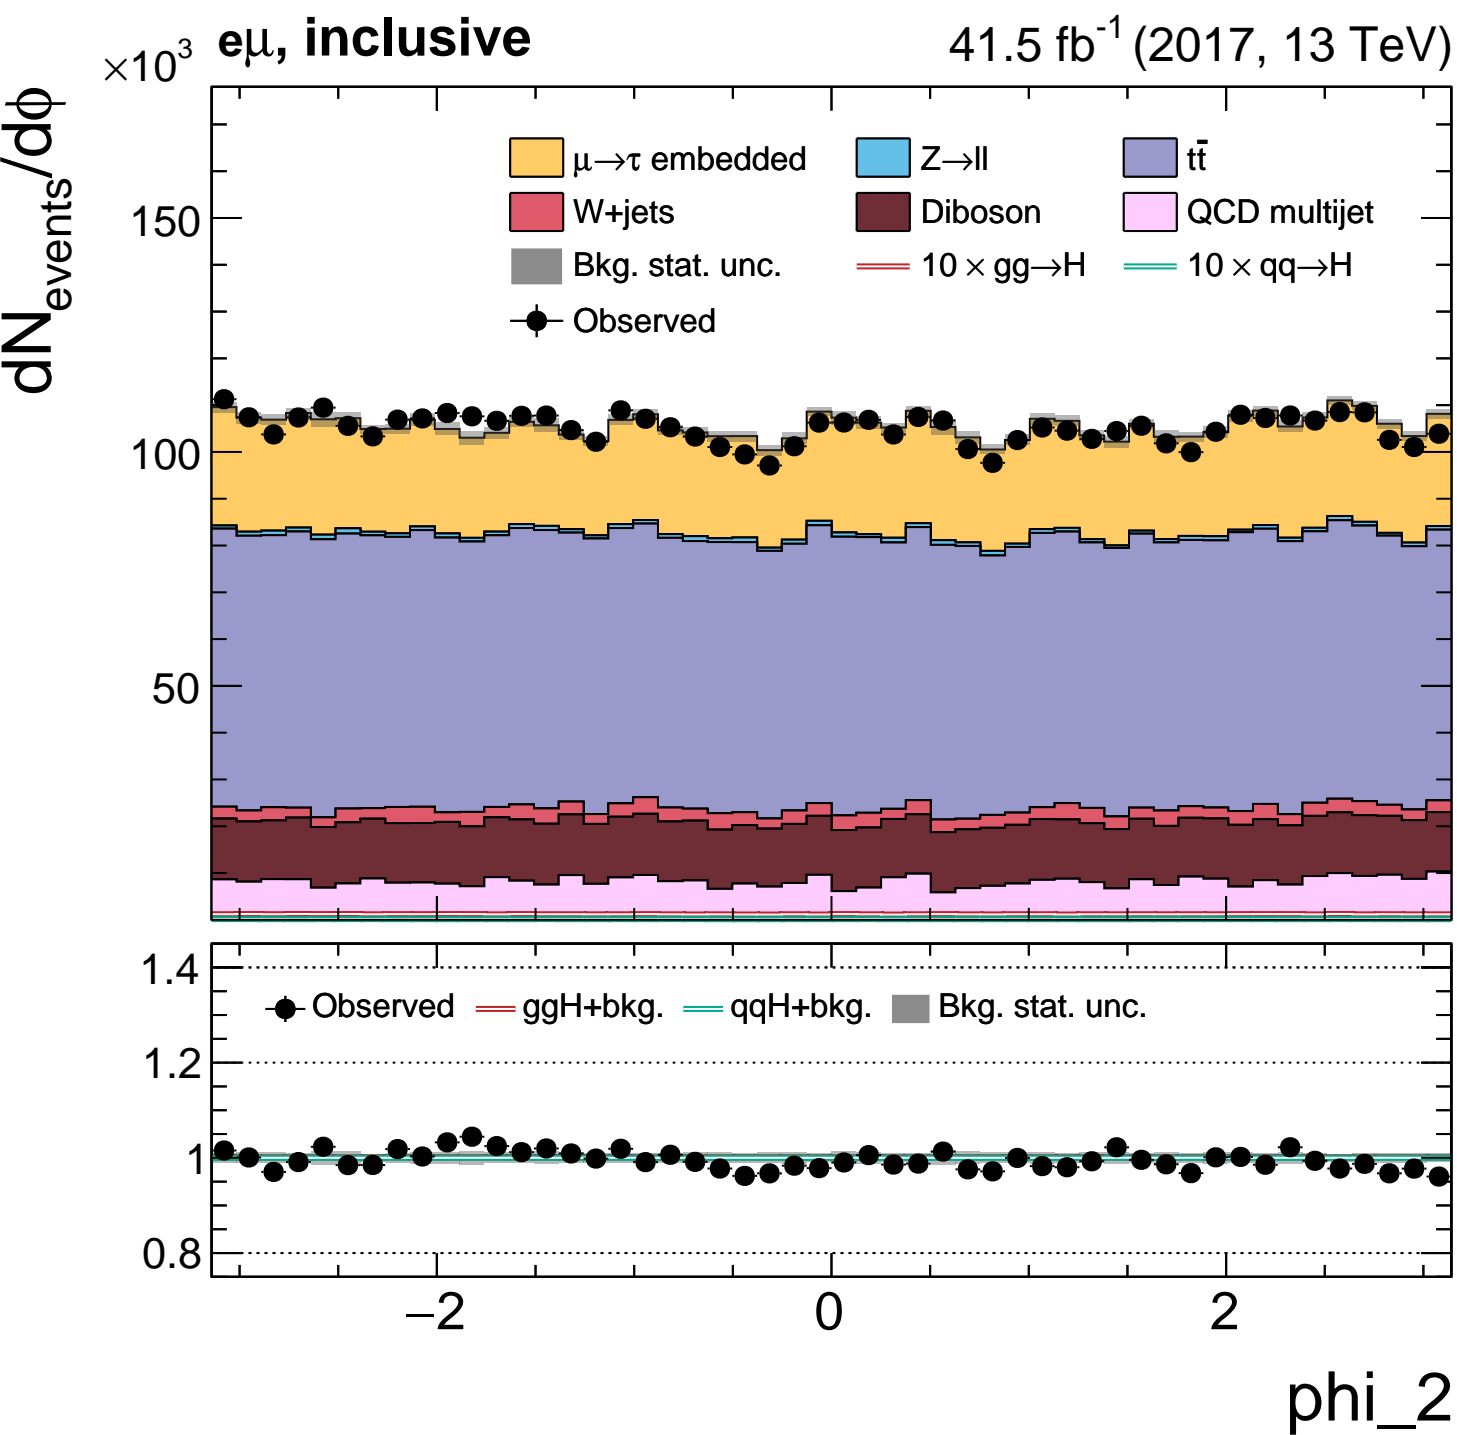 ×10³ eμ, inclusive 41.5 fb⁻¹ (2017, 13 TeV)
dN_events/dϕ
μ→τ embedded Z→ll tt̄
W+jets Diboson QCD multijet
Bkg. stat. unc. 10 × gg→H 10 × qq→H
Observed
150
100
50
1.4
Observed ggH+bkg. qqH+bkg. Bkg. stat. unc.
1.2
1
0.8
−2 0 2
phi_2